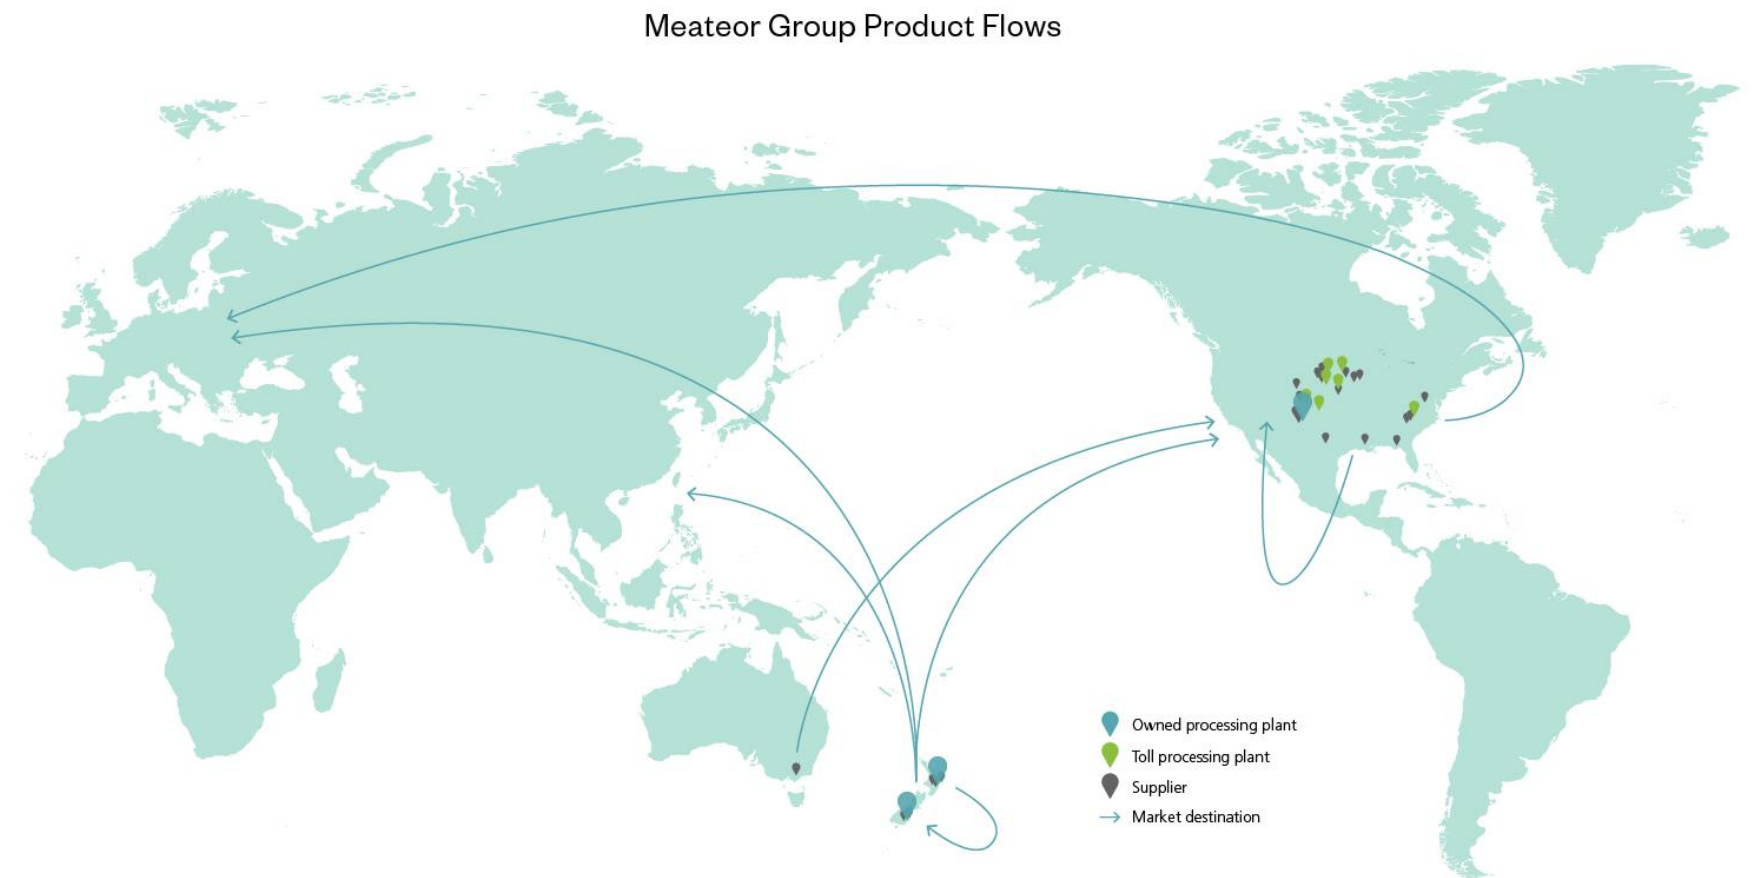 Meateor Group Product Flows
Owned processing plant
Toll processing plant
Supplier
Market destination